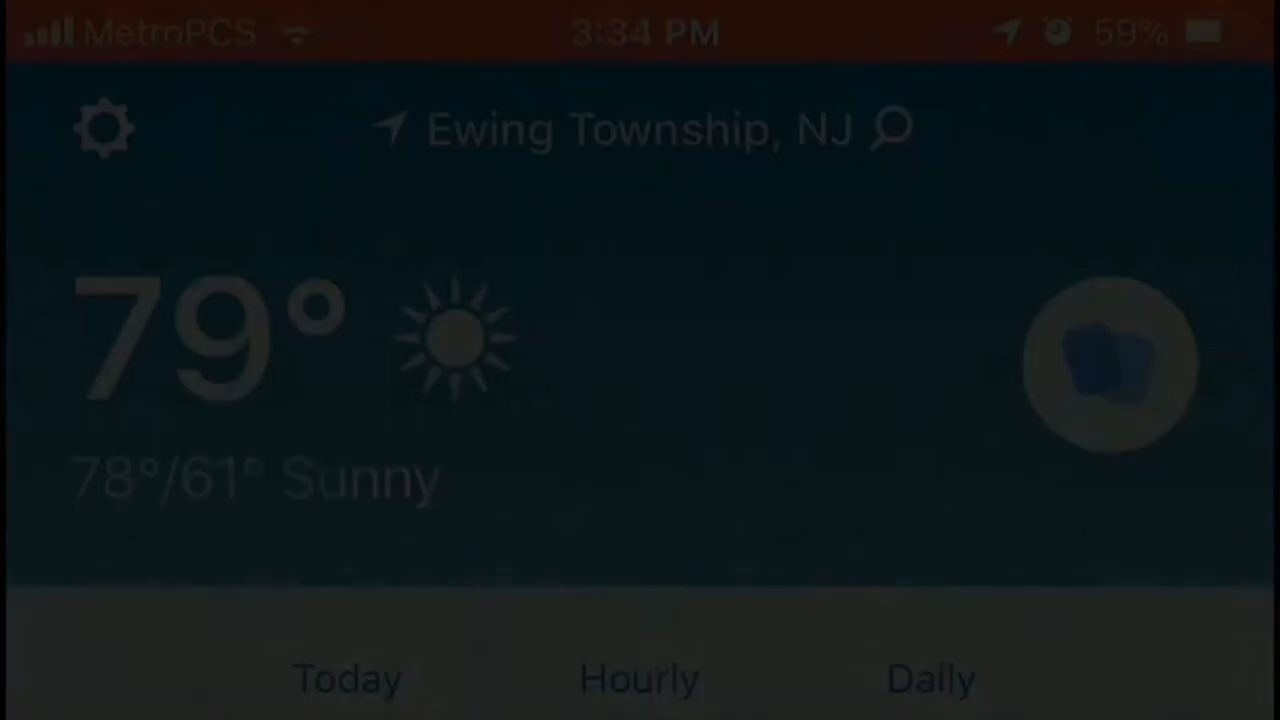 MetroPCS 3:34 PM 59%
Ewing Township, NJ
79°
78°/61° Sunny
Today Hourly Daily